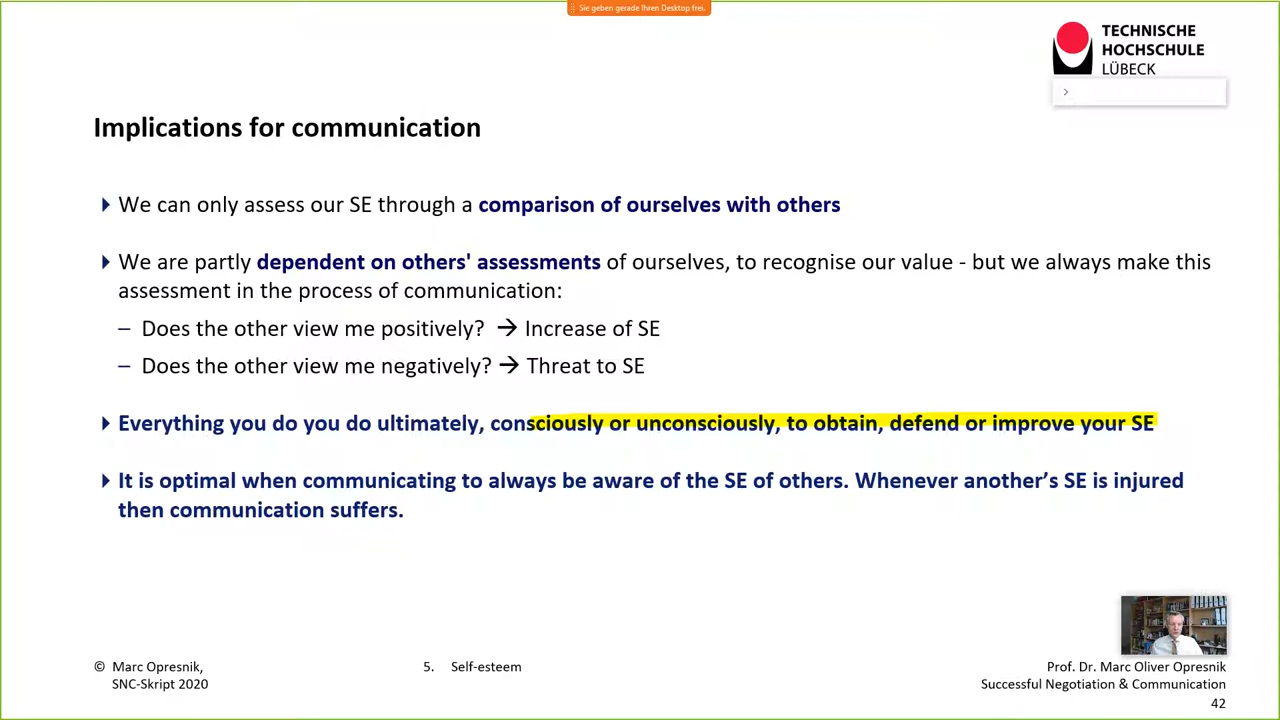 Sie geben gerade Ihren Desktop frei.
TECHNISCHE
HOCHSCHULE
LÜBECK
Implications for communication
We can only assess our SE through a comparison of ourselves with others
We are partly dependent on others' assessments of ourselves, to recognise our value - but we always make this
assessment in the process of communication:
– Does the other view me positively? → Increase of SE
– Does the other view me negatively? → Threat to SE
Everything you do you do ultimately, consciously or unconsciously, to obtain, defend or improve your SE
It is optimal when communicating to always be aware of the SE of others. Whenever another’s SE is injured
then communication suffers.
© Marc Opresnik,
SNC-Skript 2020
5. Self-esteem
Prof. Dr. Marc Oliver Opresnik
Successful Negotiation & Communication
42